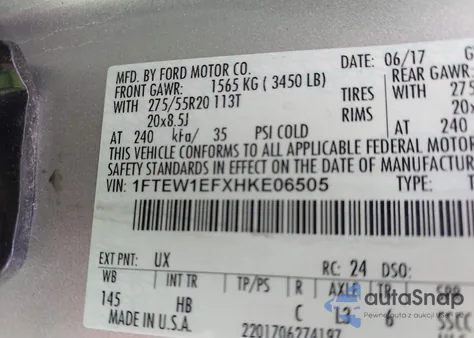 MFD. BY FORD MOTOR CO.
DATE: 06/17
FRONT GAWR: 1565 KG ( 3450 LB)
REAR GAWR:
WITH 275/55R20 113T TIRES
20x8.5J RIMS
AT 240 kPa/ 35 PSI COLD
THIS VEHICLE CONFORMS TO ALL APPLICABLE FEDERAL MOTOR
SAFETY STANDARDS IN EFFECT ON THE DATE OF MANUFACTURE
VIN: 1FTEW1EFXHKE06505 TYPE:
EXT PNT: UX RC: 24 DSO:
WB INT TR TP/PS R AXLE TR SPR
145 HB C L3 6 SSCC
MADE IN U.S.A. 2201706274197
autoSnap